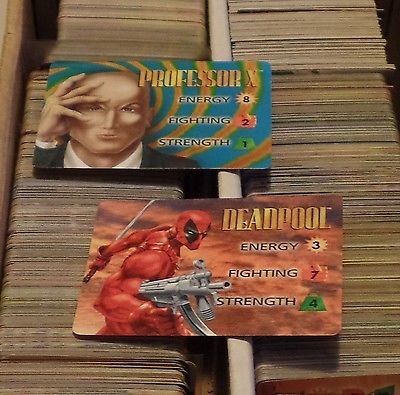 PROFESSOR X
ENERGY 8
FIGHTING 2
STRENGTH 1
DEADPOOL
ENERGY 3
FIGHTING 7
STRENGTH 4